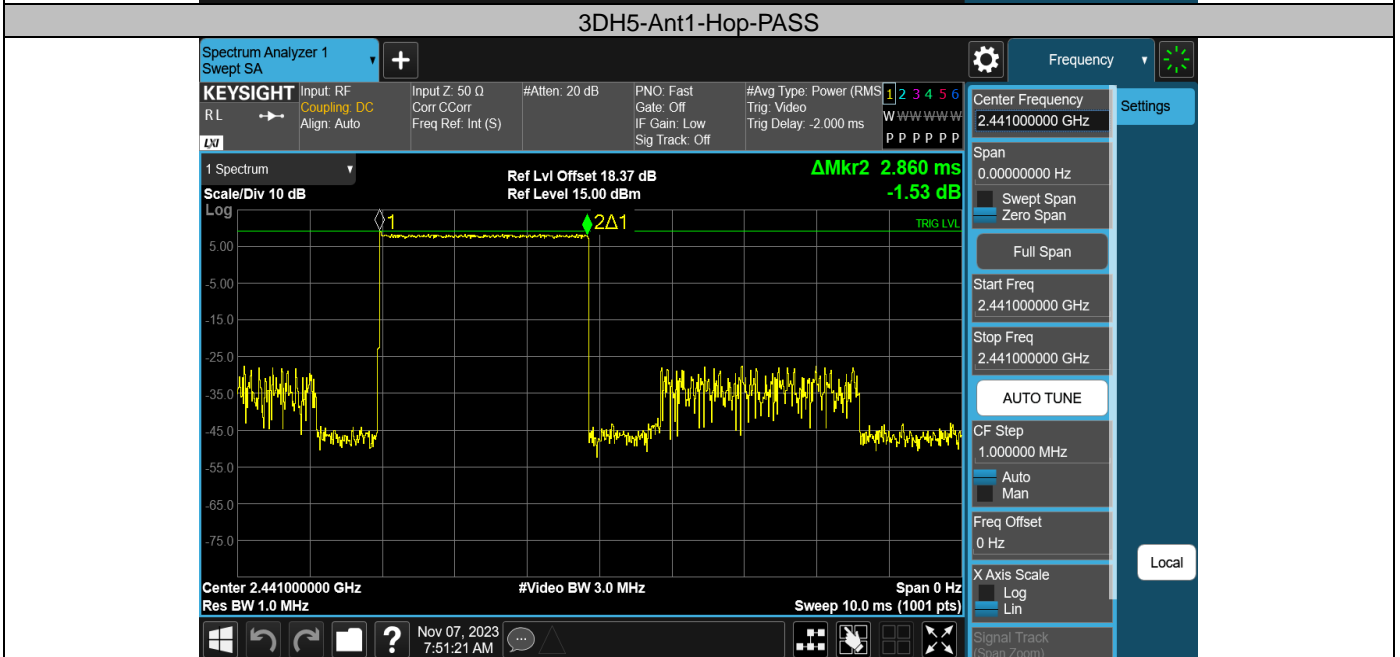 3DH5-Ant1-Hop-PASS
Spectrum Analyzer 1
Swept SA
+
Frequency
KEYSIGHT
RL
LXI
Input: RF
Coupling: DC
Align: Auto
Input Z: 50 Ω
Corr CCorr
Freq Ref: Int (S)
#Atten: 20 dB
PNO: Fast
Gate: Off
IF Gain: Low
Sig Track: Off
#Avg Type: Power (RMS
Trig: Video
Trig Delay: -2.000 ms
1 2 3 4 5 6
W W W W W W
P P P P P P
1 Spectrum
Scale/Div 10 dB
Ref Lvl Offset 18.37 dB
Ref Level 15.00 dBm
ΔMkr2 2.860 ms
-1.53 dB
Log
1
2Δ1
TRIG LVL
5.00
-5.00
-15.0
-25.0
-35.0
-45.0
-55.0
-65.0
-75.0
Center 2.441000000 GHz
Res BW 1.0 MHz
#Video BW 3.0 MHz
Span 0 Hz
Sweep 10.0 ms (1001 pts)
Center Frequency
2.441000000 GHz
Settings
Span
0.00000000 Hz
Swept Span
Zero Span
Full Span
Start Freq
2.441000000 GHz
Stop Freq
2.441000000 GHz
AUTO TUNE
CF Step
1.000000 MHz
Auto
Man
Freq Offset
0 Hz
X Axis Scale
Log
Lin
Signal Track
(Span Zoom)
Local
?
Nov 07, 2023
7:51:21 AM